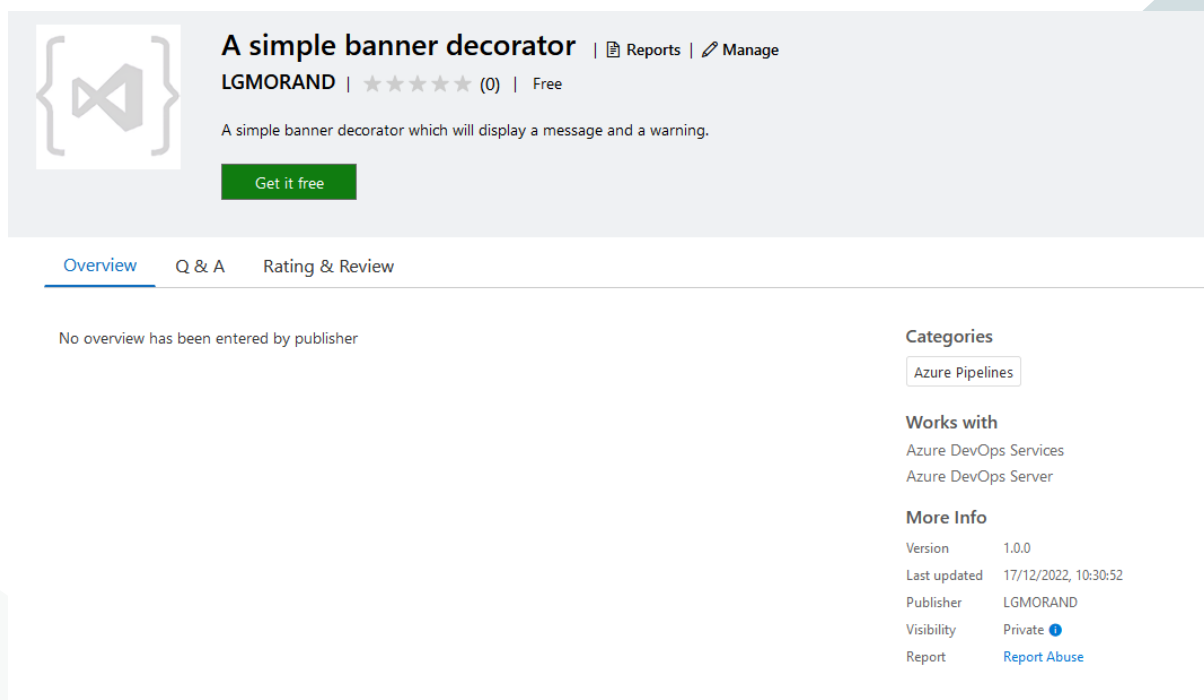 A simple banner decorator | Reports | Manage
LGMORAND | (0) | Free
A simple banner decorator which will display a message and a warning.
Get it free
Overview Q & A Rating & Review
No overview has been entered by publisher
Categories
Azure Pipelines
Works with
Azure DevOps Services
Azure DevOps Server
More Info
Version 1.0.0
Last updated 17/12/2022, 10:30:52
Publisher LGMORAND
Visibility Private
Report Report Abuse